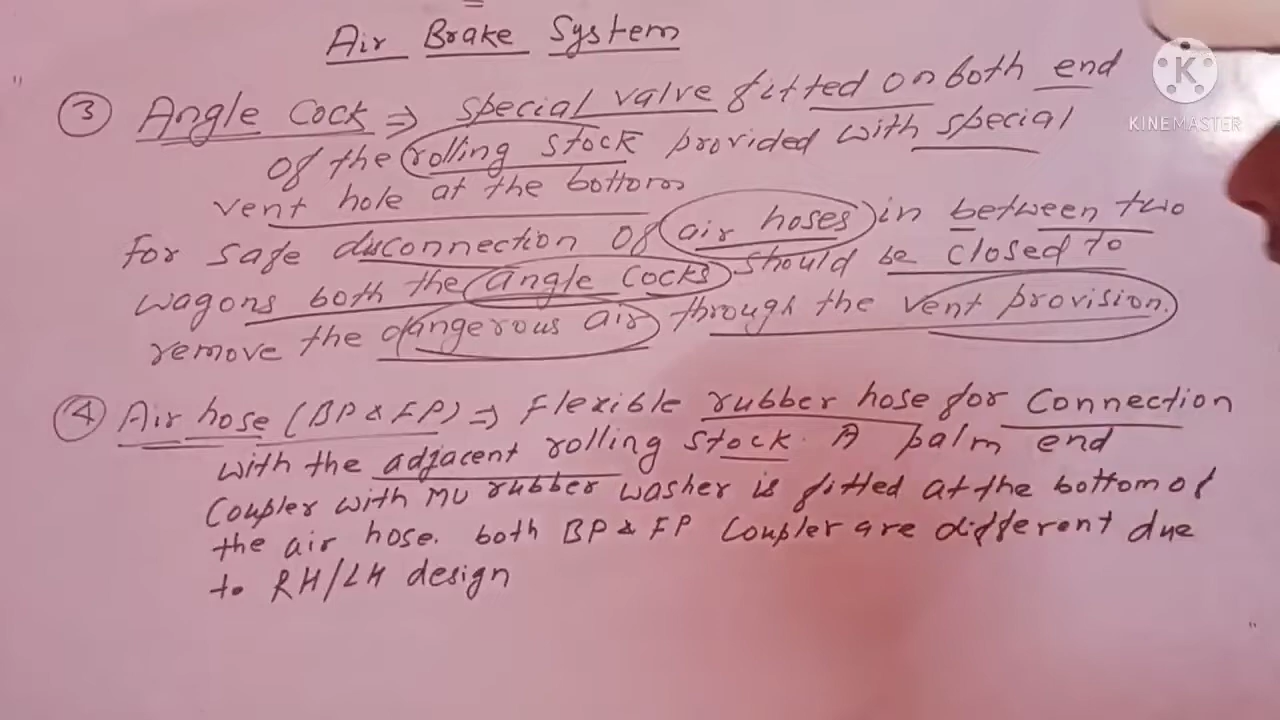 Air Brake System
③ Angle Cock ⇒ special valve fitted on both end
of the rolling stock provided with special
vent hole at the bottom
For safe disconnection of air hoses in between two
wagons both the angle cocks should be closed to
remove the dangerous air through the vent provision.
④ Air hose (BP & FP) ⇒ Flexible rubber hose for connection
with the adjacent rolling stock. A palm end
Coupler with MU rubber washer is fitted at the bottom of
the air hose. both BP & FP Coupler are different due
to RH/LH design
K
KINEMASTER